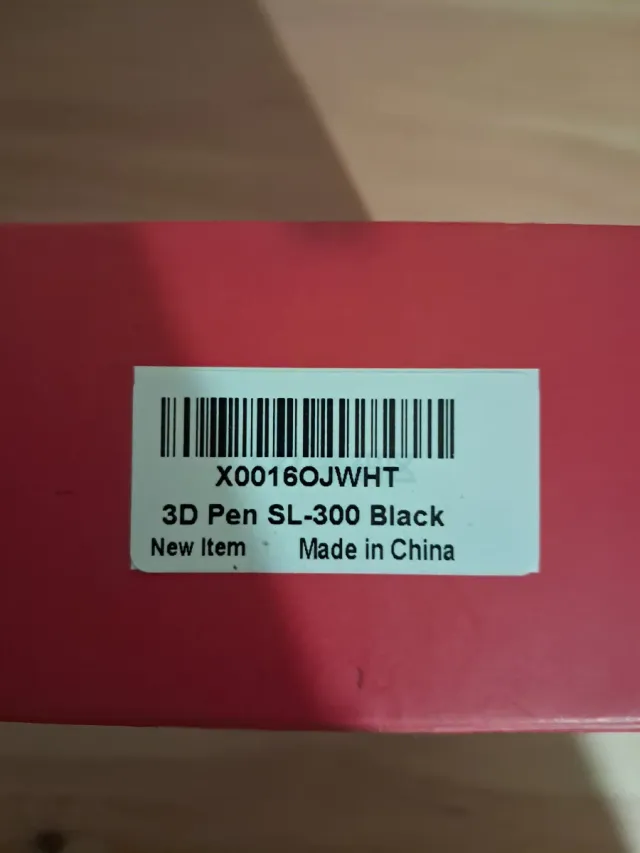 X0016OJWHT
3D Pen SL-300 Black
New Item Made in China